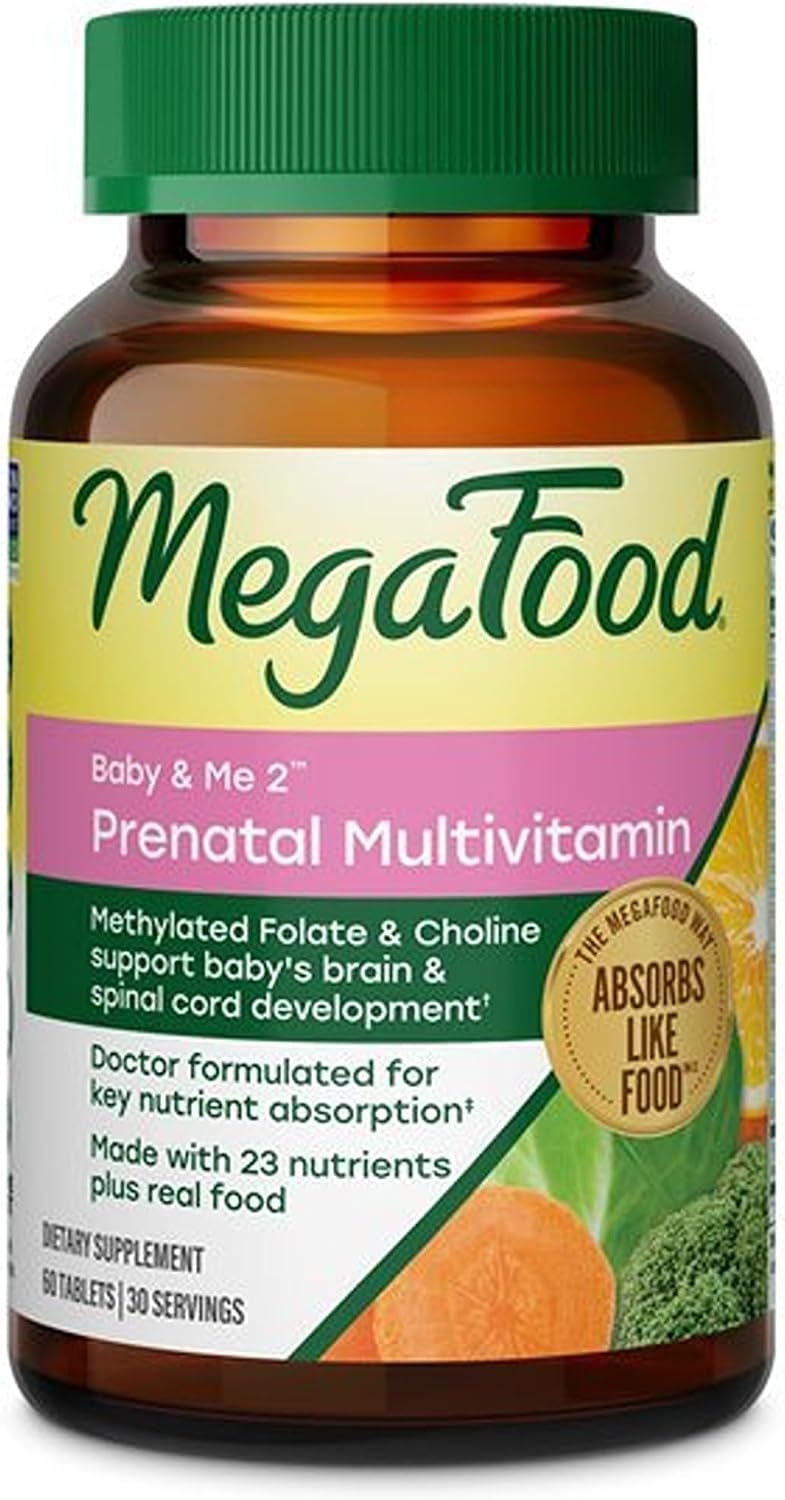 MegaFood®
Baby & Me 2™
Prenatal Multivitamin
Methylated Folate & Choline
support baby's brain &
spinal cord development†
Doctor formulated for
key nutrient absorption‡
Made with 23 nutrients
plus real food
DIETARY SUPPLEMENT
60 TABLETS | 30 SERVINGS
THE MEGAFOOD WAY
ABSORBS
LIKE
FOOD